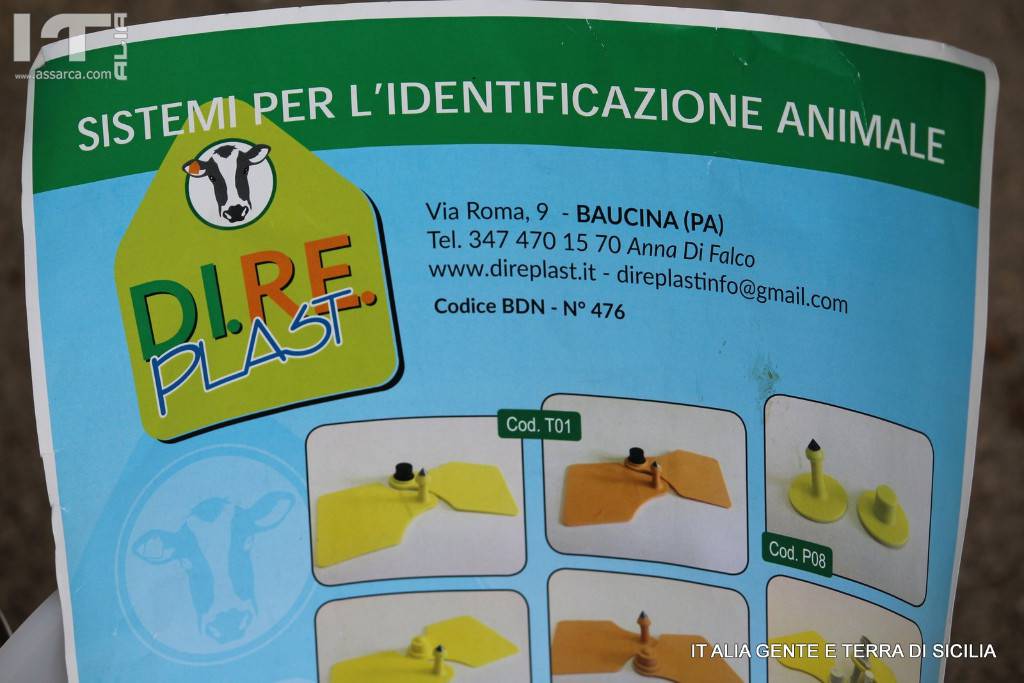 IT ALIA
www.lassarca.com
SISTEMI PER L'IDENTIFICAZIONE ANIMALE
DI.RE.
PLAST
Via Roma, 9 - BAUCINA (PA)
Tel. 347 470 15 70 Anna Di Falco
www.direplast.it - direplastinfo@gmail.com
Codice BDN - N° 476
Cod. T01
Cod. P08
IT ALIA GENTE E TERRA DI SICILIA